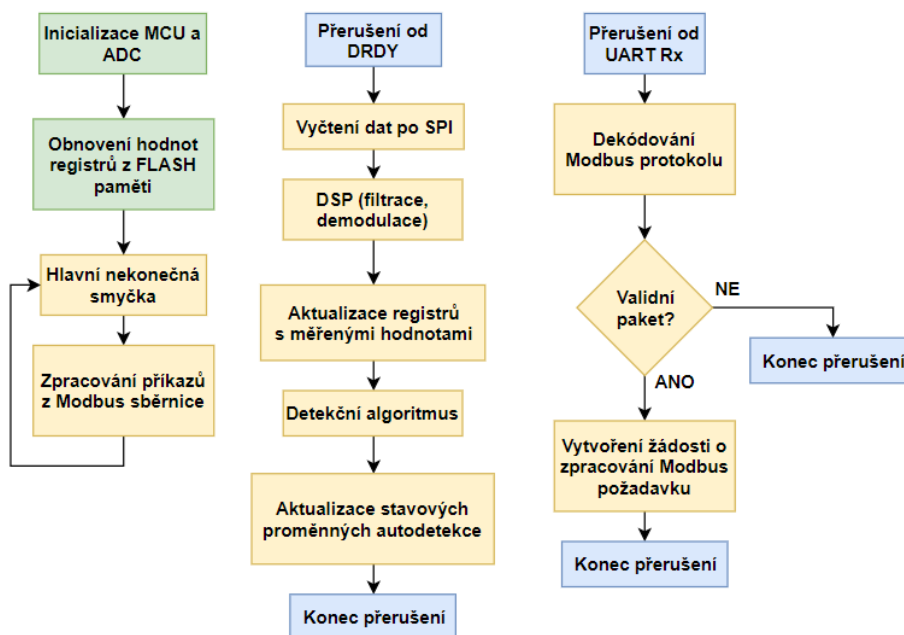 Inicializace MCU a
ADC
Obnovení hodnot
registrů z FLASH
paměti
Hlavní nekonečná
smyčka
Zpracování příkazů
z Modbus sběrnice
Přerušení od
DRDY
Vyčtení dat po SPI
DSP (filtrace,
demodulace)
Aktualizace registrů
s měřenými hodnotami
Detekční algoritmus
Aktualizace stavových
proměnných autodetekce
Konec přerušení
Přerušení od
UART Rx
Dekódování
Modbus protokolu
Validní
paket?
NE
Konec přerušení
ANO
Vytvoření žádosti o
zpracování Modbus
požadavku
Konec přerušení